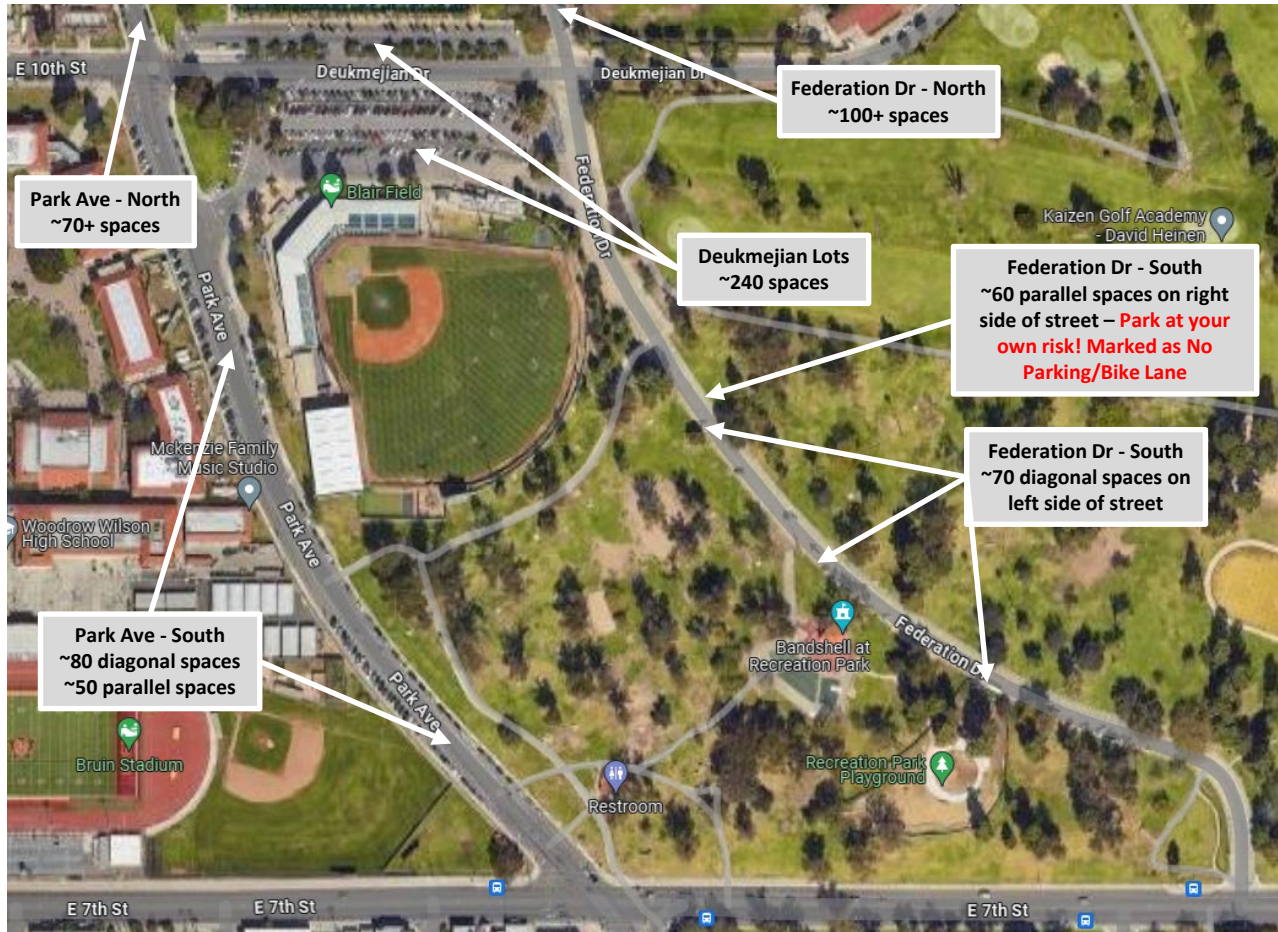 E 10th St
Deukmejian Dr
Deukmejian Dr
Federation Dr - North
~100+ spaces
Park Ave - North
~70+ spaces
Blair Field
Federation Dr
Kaizen Golf Academy
- David Heinen
Deukmejian Lots
~240 spaces
Federation Dr - South
~60 parallel spaces on right
side of street – Park at your
own risk! Marked as No
Parking/Bike Lane
Park Ave
Mckenzie Family
Music Studio
Federation Dr - South
~70 diagonal spaces on
left side of street
Woodrow Wilson
High School
Park Ave
Park Ave - South
~80 diagonal spaces
~50 parallel spaces
Bandshell at
Recreation Park
Federation Dr
Park Ave
Bruin Stadium
Recreation Park
Playground
Restroom
E 7th St
E 7th St
E 7th St